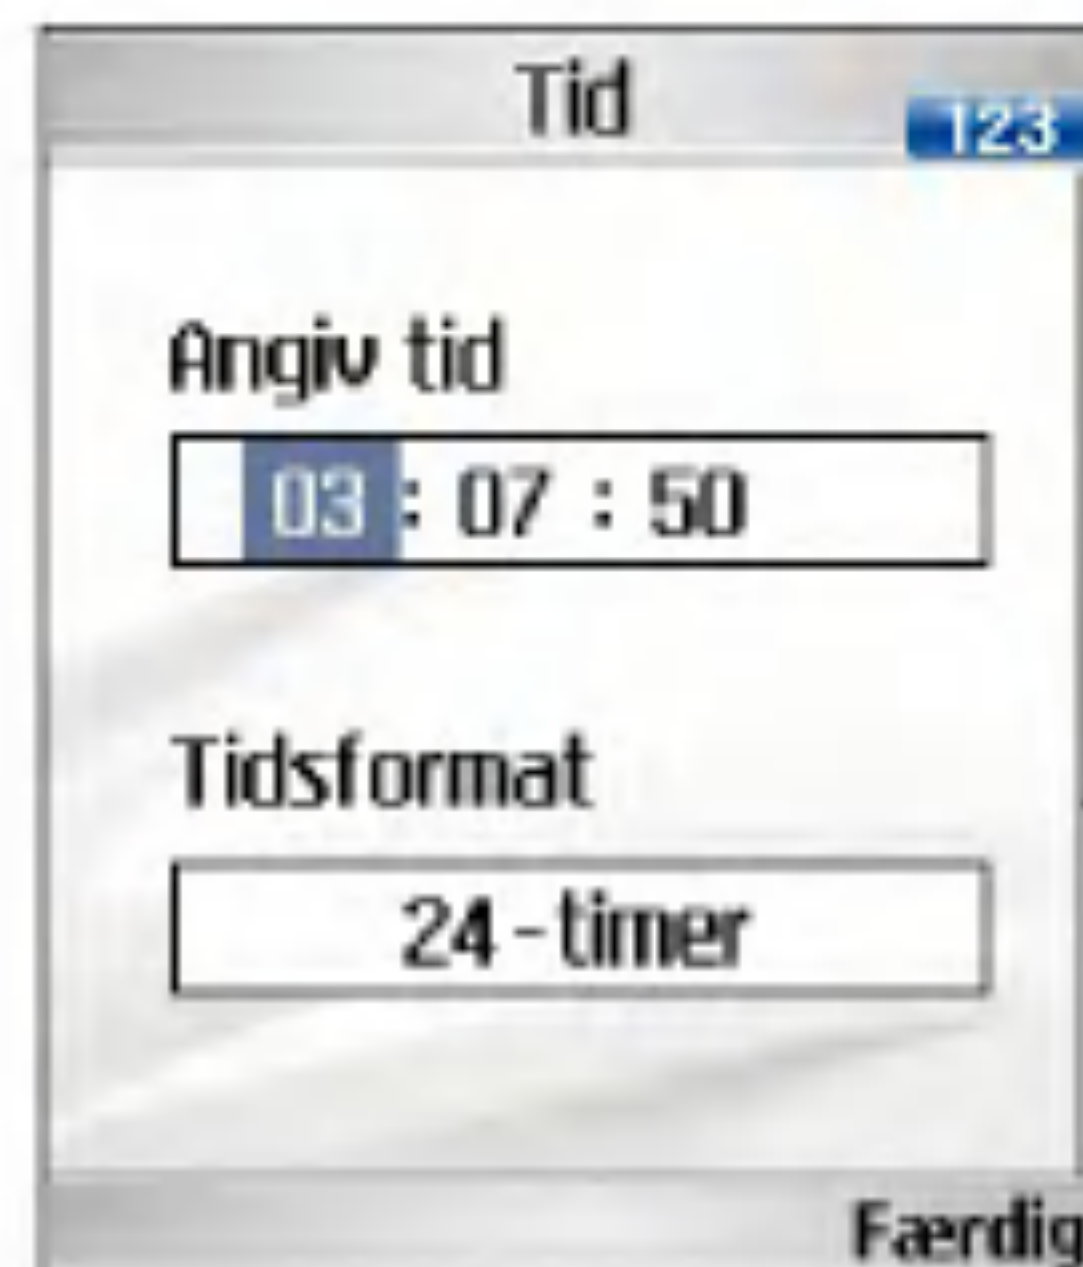 Tid
123
Angiv tid
03 : 07 : 50
Tidsformat
24-timer
Færdig